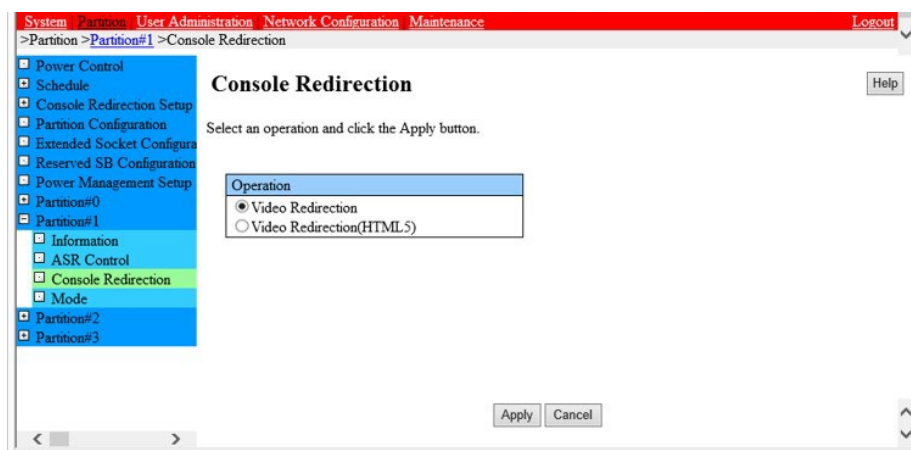 System | Partition | User Administration | Network Configuration | Maintenance Logout
>Partition >Partition#1 >Console Redirection
Power Control
Schedule
Console Redirection Setup
Partition Configuration
Extended Socket Configura
Reserved SB Configuration
Power Management Setup
Partition#0
Partition#1
Information
ASR Control
Console Redirection
Mode
Partition#2
Partition#3
Console Redirection
Help
Select an operation and click the Apply button.
Operation
Video Redirection
Video Redirection(HTML5)
Apply Cancel